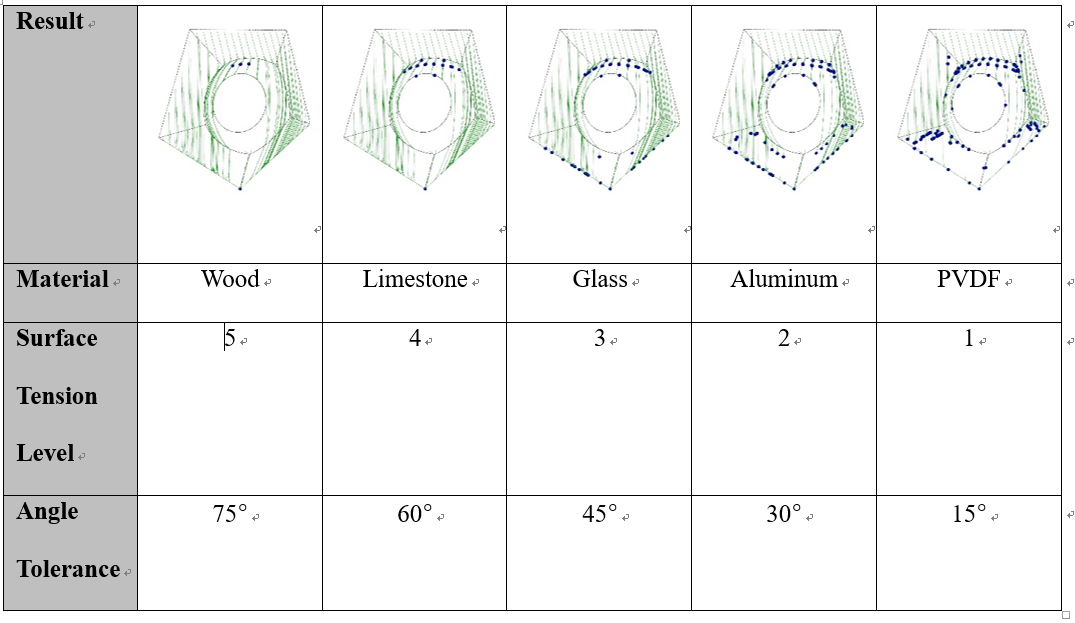 Result
Material Wood Limestone Glass Aluminum PVDF
Surface 5 4 3 2 1
Tension
Level
Angle 75° 60° 45° 30° 15°
Tolerance